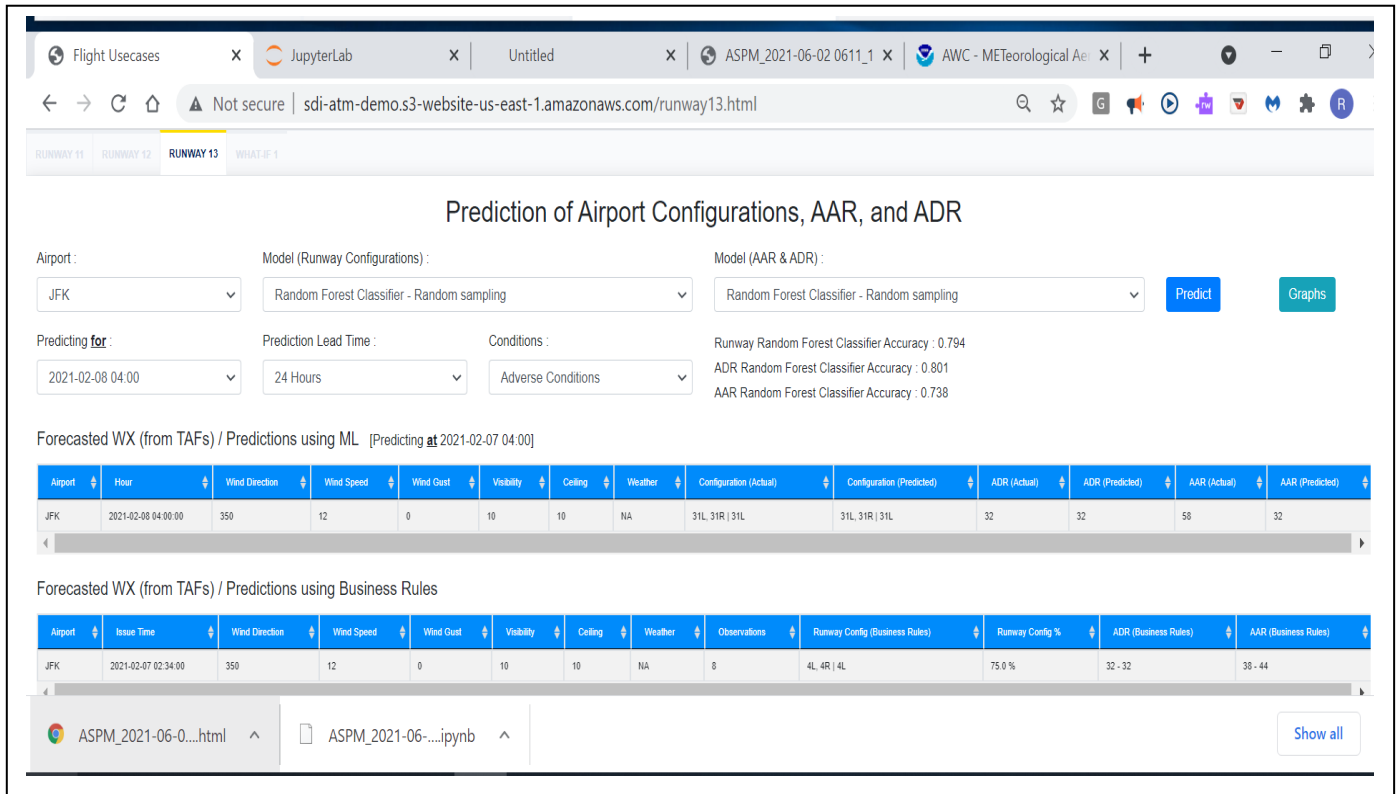 Flight Usecases
JupyterLab
Untitled
ASPM_2021-06-02 0611_1
AWC - METeorological Ae
Not secure | sdi-atm-demo.s3-website-us-east-1.amazonaws.com/runway13.html
G
rw
R
RUNWAY 11 RUNWAY 12 RUNWAY 13 WHAT-IF 1
Prediction of Airport Configurations, AAR, and ADR
Airport : Model (Runway Configurations) : Model (AAR & ADR) :
JFK Random Forest Classifier - Random sampling Random Forest Classifier - Random sampling Predict Graphs
Predicting for : Prediction Lead Time : Conditions : Runway Random Forest Classifier Accuracy : 0.794
2021-02-08 04:00 24 Hours Adverse Conditions ADR Random Forest Classifier Accuracy : 0.801
AAR Random Forest Classifier Accuracy : 0.738
Forecasted WX (from TAFs) / Predictions using ML [Predicting at 2021-02-07 04:00]
Airport Hour Wind Direction Wind Speed Wind Gust Visibility Ceiling Weather Configuration (Actual) Configuration (Predicted) ADR (Actual) ADR (Predicted) AAR (Actual) AAR (Predicted)
JFK 2021-02-08 04:00:00 350 12 0 10 10 NA 31L, 31R | 31L 31L, 31R | 31L 32 32 58 32
Forecasted WX (from TAFs) / Predictions using Business Rules
Airport Issue Time Wind Direction Wind Speed Wind Gust Visibility Ceiling Weather Observations Runway Config (Business Rules) Runway Config % ADR (Business Rules) AAR (Business Rules)
JFK 2021-02-07 02:34:00 350 12 0 10 10 NA 8 4L, 4R | 4L 75.0 % 32 - 32 38 - 44
ASPM_2021-06-0....html ASPM_2021-06-....ipynb Show all